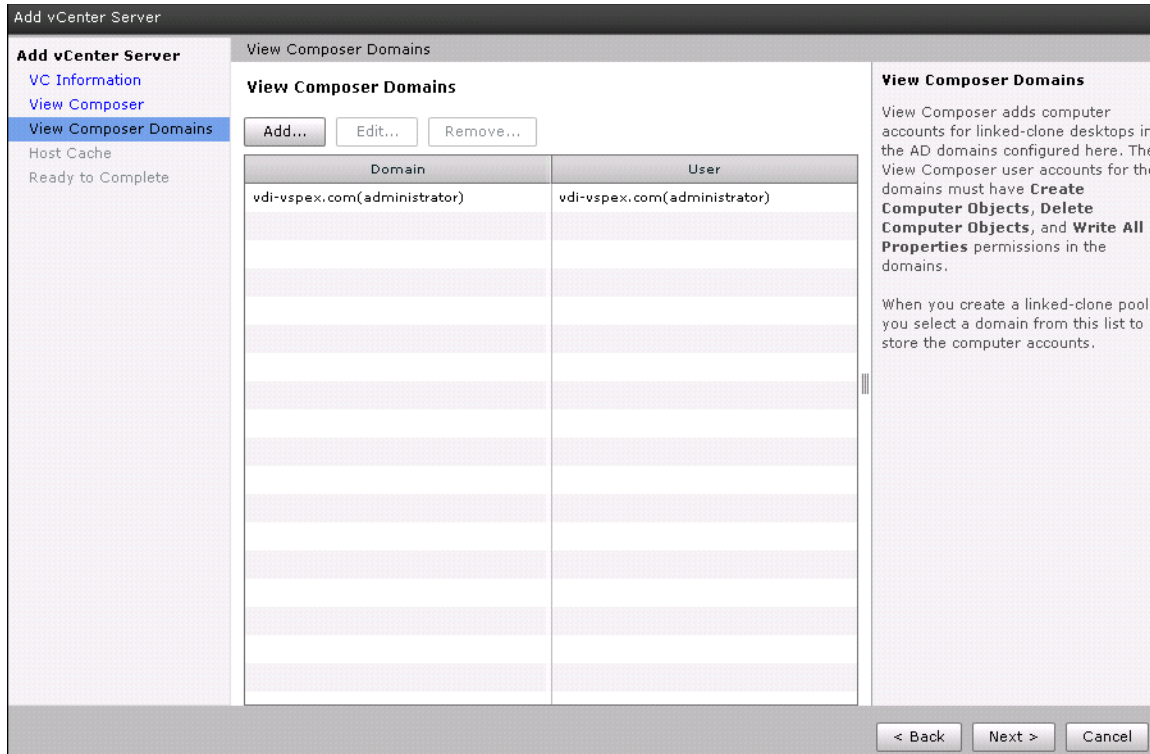 Add vCenter Server
Add vCenter Server
VC Information
View Composer
View Composer Domains
Host Cache
Ready to Complete
View Composer Domains
View Composer Domains
Add...
Edit...
Remove...
Domain
User
vdi-vspex.com(administrator)
vdi-vspex.com(administrator)
View Composer Domains
View Composer adds computer
accounts for linked-clone desktops in
the AD domains configured here. The
View Composer user accounts for the
domains must have Create
Computer Objects, Delete
Computer Objects, and Write All
Properties permissions in the
domains.
When you create a linked-clone pool
you select a domain from this list to
store the computer accounts.
< Back
Next >
Cancel